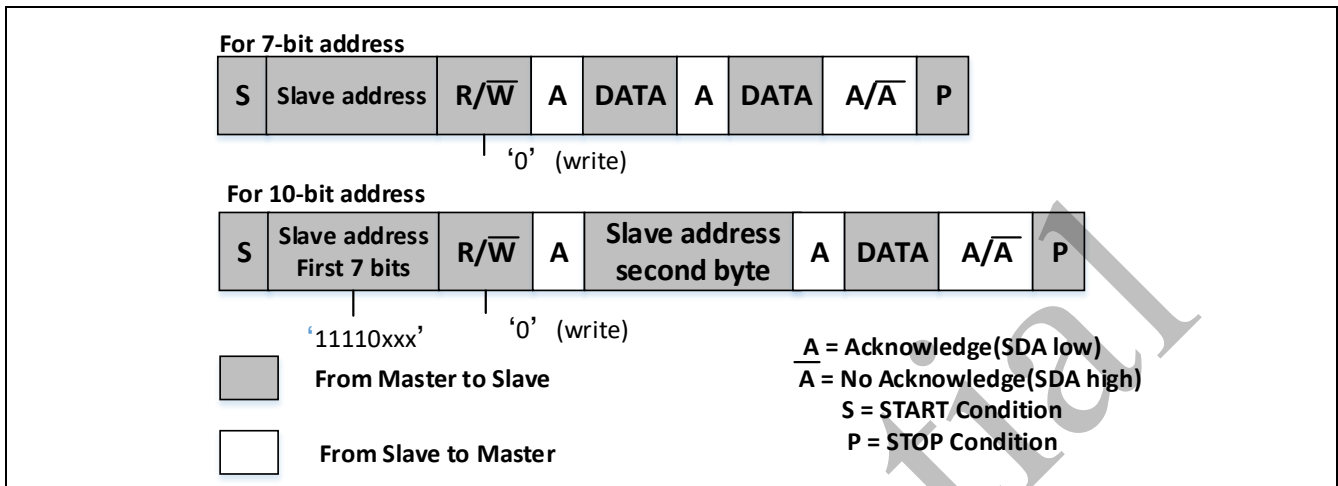 For 7-bit address
S Slave address R/W̅ A DATA A DATA A/A̅ P
‘0’ (write)
For 10-bit address
S Slave address First 7 bits R/W̅ A Slave address second byte A DATA A/A̅ P
‘11110xxx’ ‘0’ (write)
From Master to Slave
From Slave to Master
A = Acknowledge(SDA low)
A̅ = No Acknowledge(SDA high)
S = START Condition
P = STOP Condition
tial